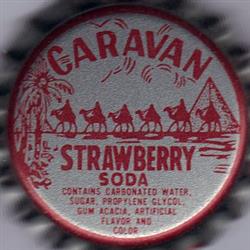 CARAVAN
STRAWBERRY
SODA
CONTAINS CARBONATED WATER,
SUGAR, PROPYLENE GLYCOL,
GUM ACACIA, ARTIFICIAL
FLAVOR AND
COLOR